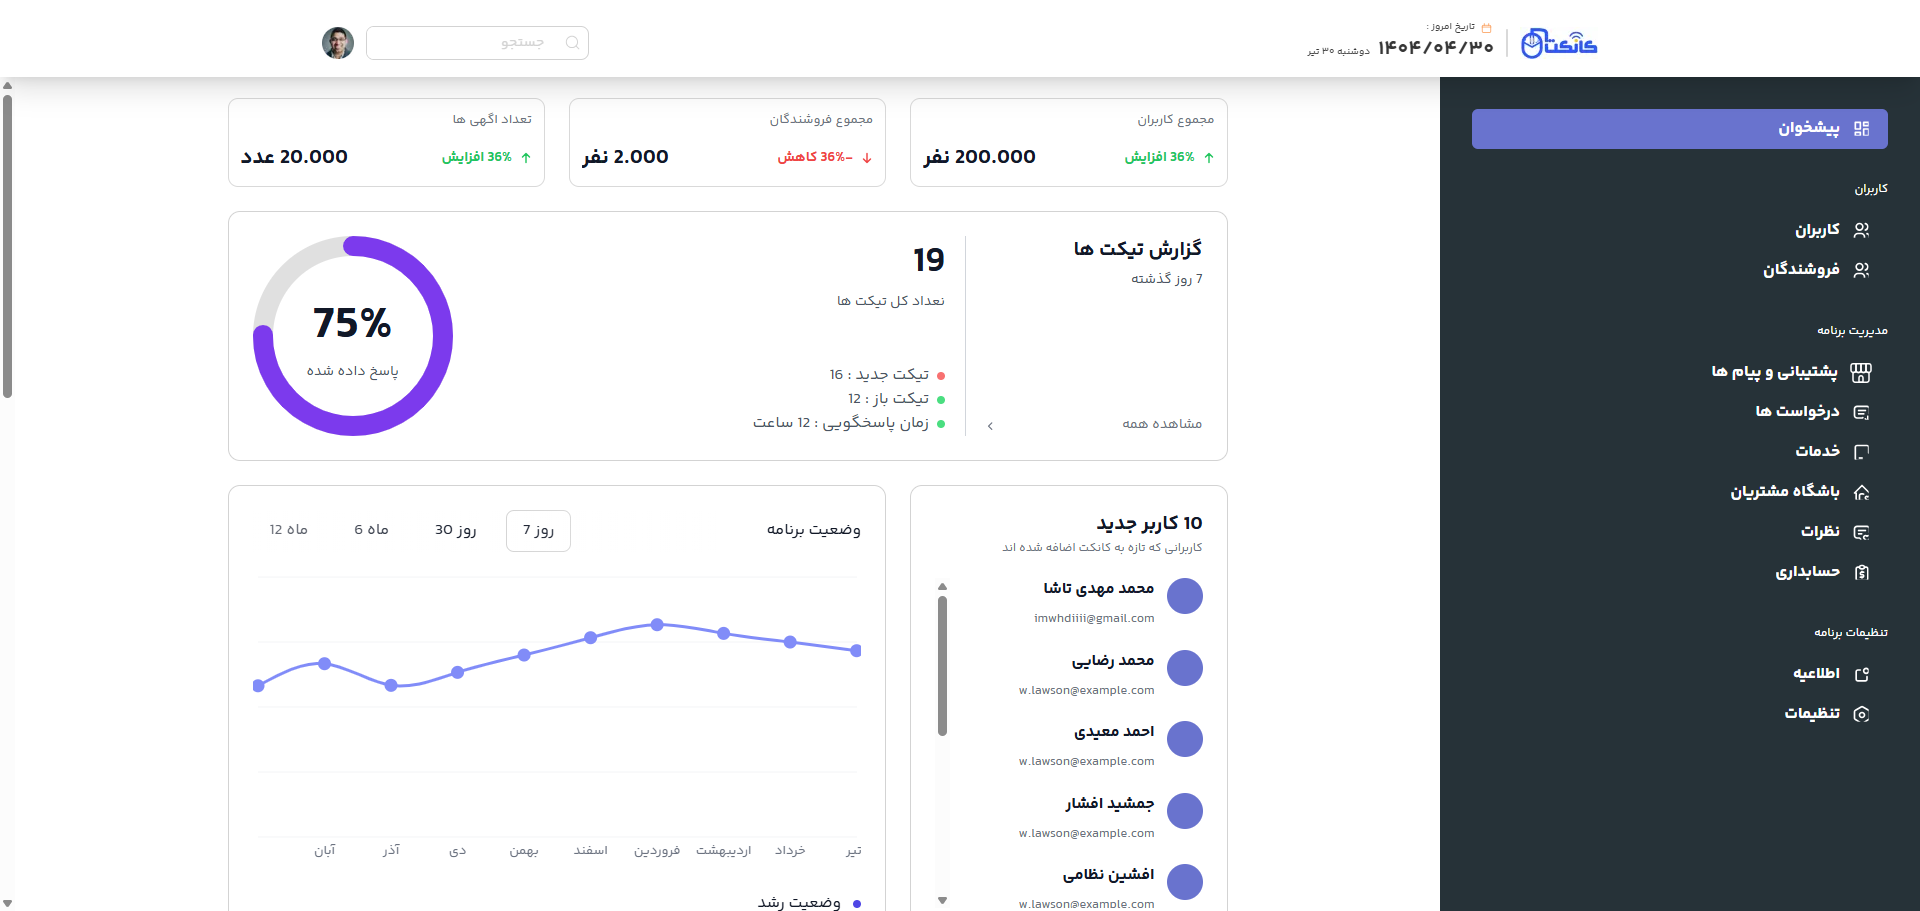 کانکت
تاریخ امروز :
۱۴۰۴/۰۴/۳۰ دوشنبه ۳۰ تیر
جستجو
پیشخوان
کاربران
کاربران
فروشندگان
مدیریت برنامه
پشتیبانی و پیام ها
درخواست ها
خدمات
باشگاه مشتریان
نظرات
حسابداری
تنظیمات برنامه
اطلاعیه
تنظیمات
مجموع کاربران
36% افزایش
200.000 نفر
مجموع فروشندگان
-36% کاهش
2.000 نفر
تعداد اگهی ها
36% افزایش
20.000 عدد
گزارش تیکت ها
7 روز گذشته
مشاهده همه
19
نعداد کل تیکت ها
تیکت جدید : 16
تیکت باز : 12
زمان پاسخگویی : 12 ساعت
75%
پاسخ داده شده
10 کاربر جدید
کاربرانی که تازه به کانکت اضافه شده اند
محمد مهدی تاشا
imwhdiiii@gmail.com
محمد رضایی
w.lawson@example.com
احمد معیدی
w.lawson@example.com
جمشید افشار
w.lawson@example.com
افشین نظامی
w.lawson@example.com
وضعیت برنامه
7 روز
30 روز
6 ماه
12 ماه
تیر
خرداد
اردیبهشت
فروردین
اسفند
بهمن
دی
آذر
آبان
وضعیت رشد